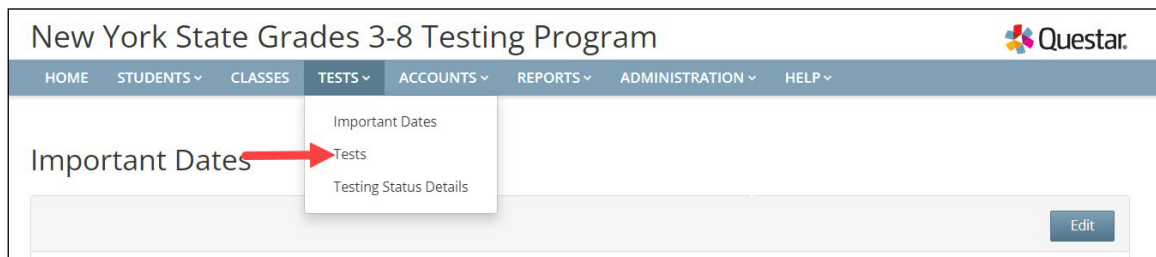 New York State Grades 3-8 Testing Program
Questar.
HOME STUDENTS CLASSES TESTS ACCOUNTS REPORTS ADMINISTRATION HELP
Important Dates
Tests
Testing Status Details
Important Dates
Edit